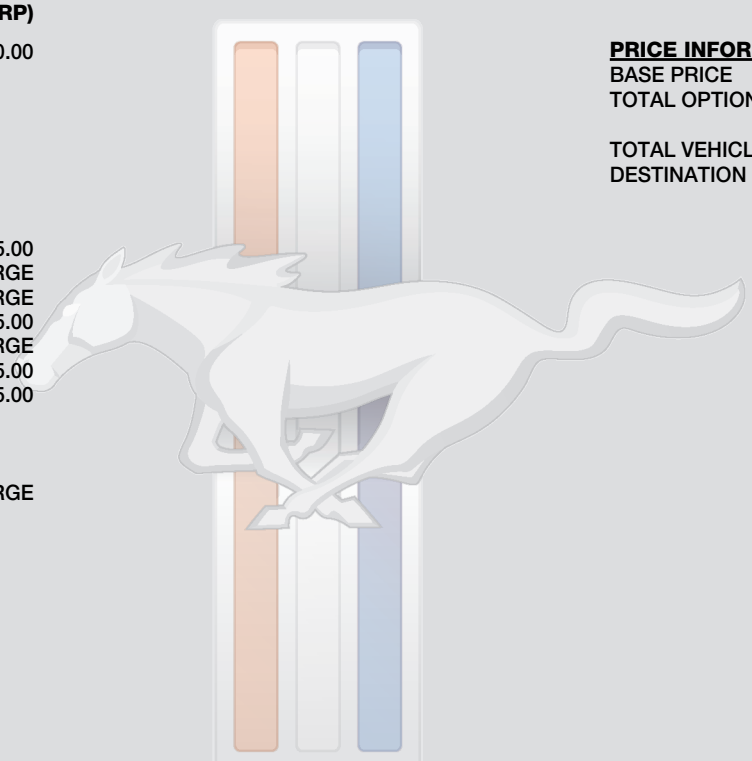 RP)
0.00
5.00
RGE
RGE
5.00
RGE
5.00
5.00
RGE
PRICE INFOR
BASE PRICE
TOTAL OPTION
TOTAL VEHICL
DESTINATION